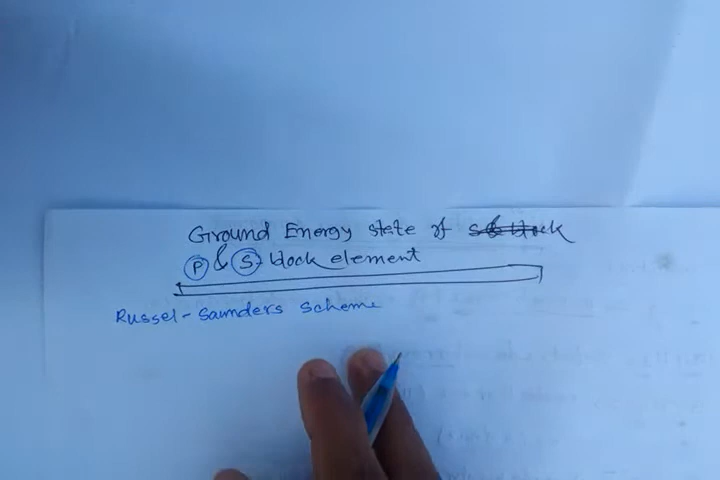 Ground Energy state of
P & S- block element
Russel-Saunders Scheme